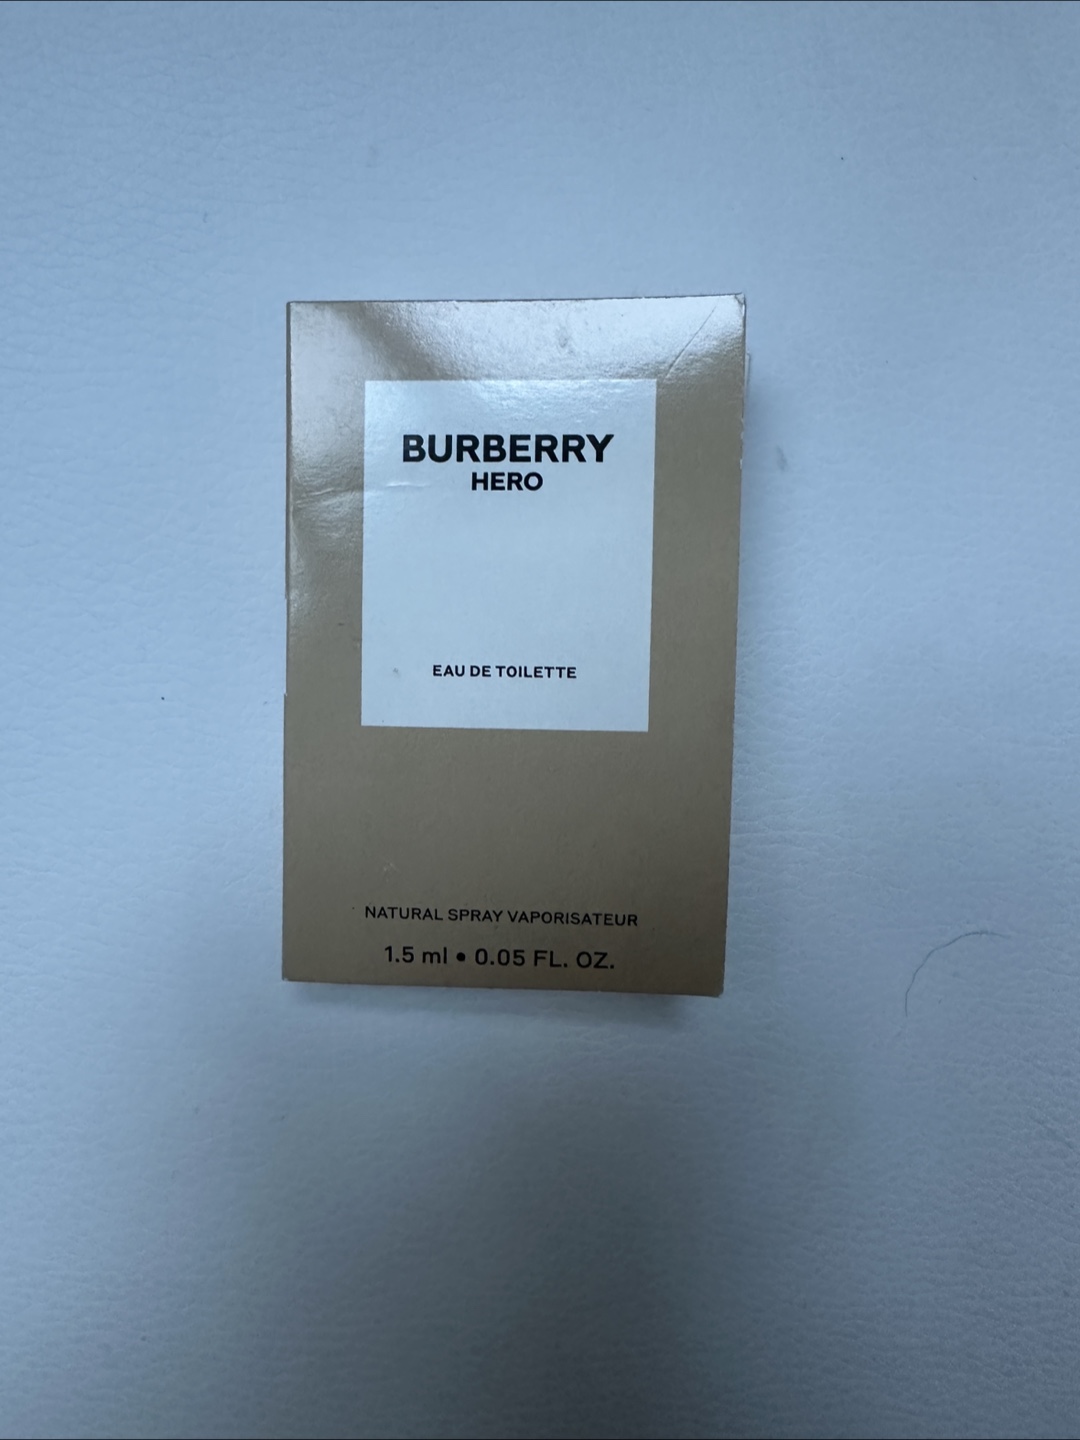 BURBERRY
HERO
EAU DE TOILETTE
NATURAL SPRAY VAPORISATEUR
1.5 ml • 0.05 FL. OZ.